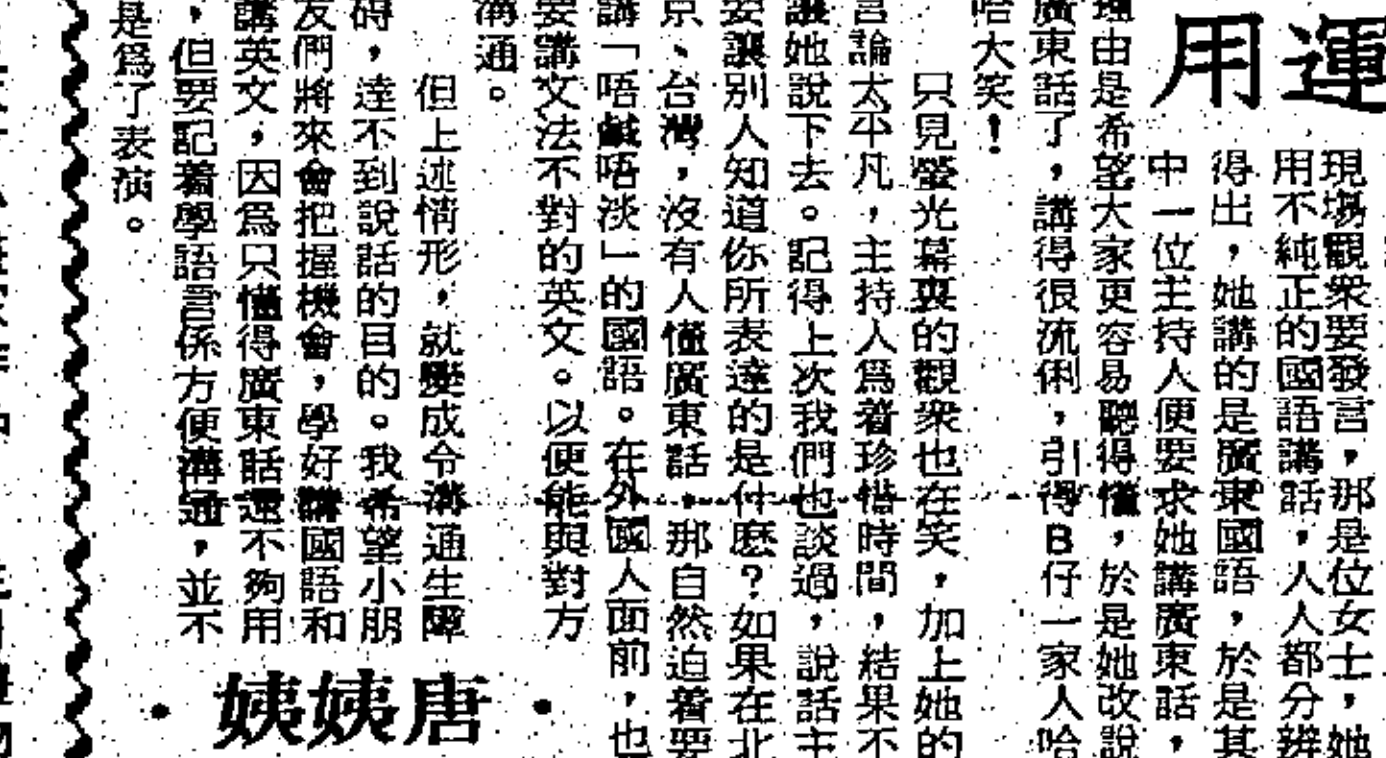 運用
現場觀衆要發言，那是位女士，她
用不純正的國語講話，人人都分辨
得出，她講的是廣東國語，於是其
中一位主持人便要求她講廣東話，
理由是希望大家更容易聽得懂，於是她改說
廣東話了，講得很流俐，引得B仔一家人哈
哈大笑！
只見螢光幕裏的觀衆也在笑，加上她的
言論太平凡，主持人爲着珍惜時間，結果不
讓她說下去。記得上次我們也談過，說話主
要讓別人知道你所表達的是什麽？如果在北
京、台灣，沒有人懂廣東話，那自然迫着要
講「唔鹹唔淡」的國語。在外國人面前，也
要講文法不對的英文。以便能與對方
溝通。
但上述情形，就變成令溝通生障
碍，達不到說話的目的。我希望小朋
友們將來會把握機會，學好講國語和
講英文，因爲只懂得廣東話還不夠用
，但要記着學語言係方便溝通，並不
是爲了表演。
·唐姨姨·